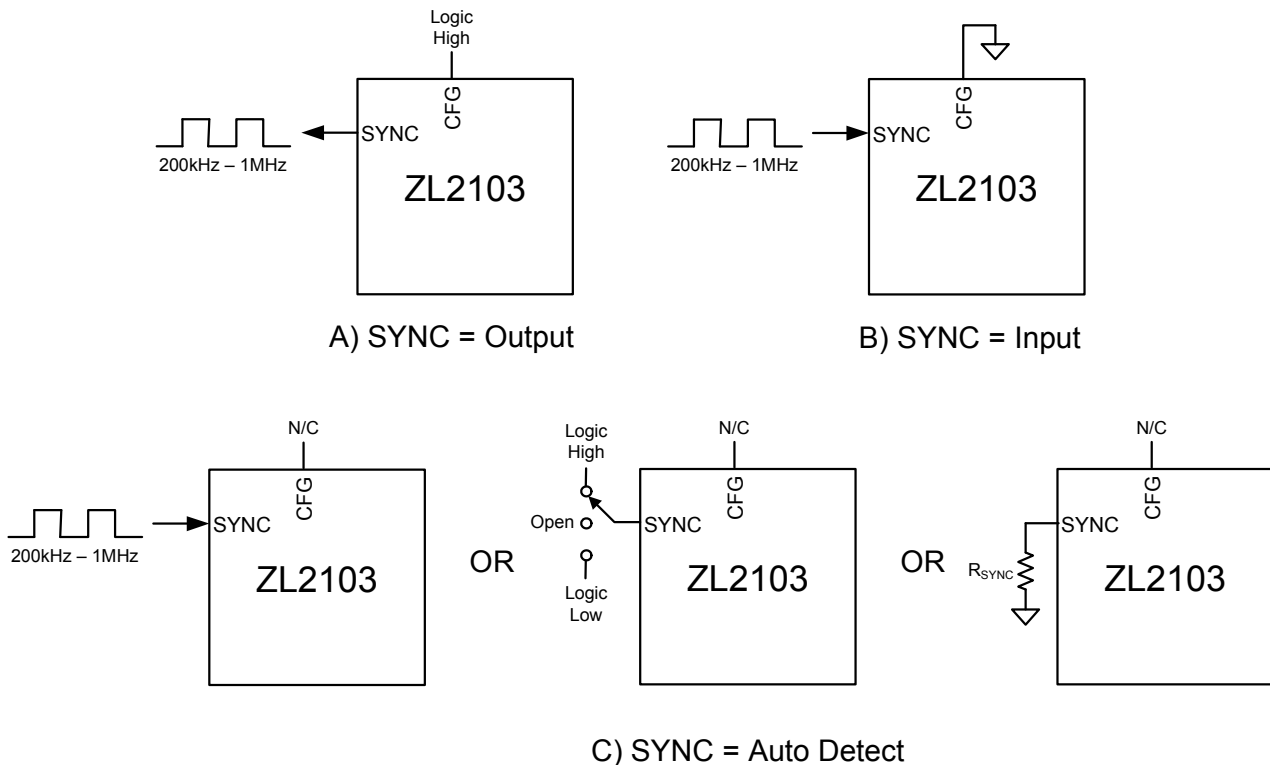 Logic
High
CFG
SYNC
200kHz – 1MHz
ZL2103
A) SYNC = Output
CFG
SYNC
200kHz – 1MHz
ZL2103
B) SYNC = Input
N/C
CFG
SYNC
200kHz – 1MHz
ZL2103
OR
Logic
High
Open
Logic
Low
N/C
CFG
SYNC
ZL2103
OR
N/C
CFG
SYNC
RSYNC
ZL2103
C) SYNC = Auto Detect